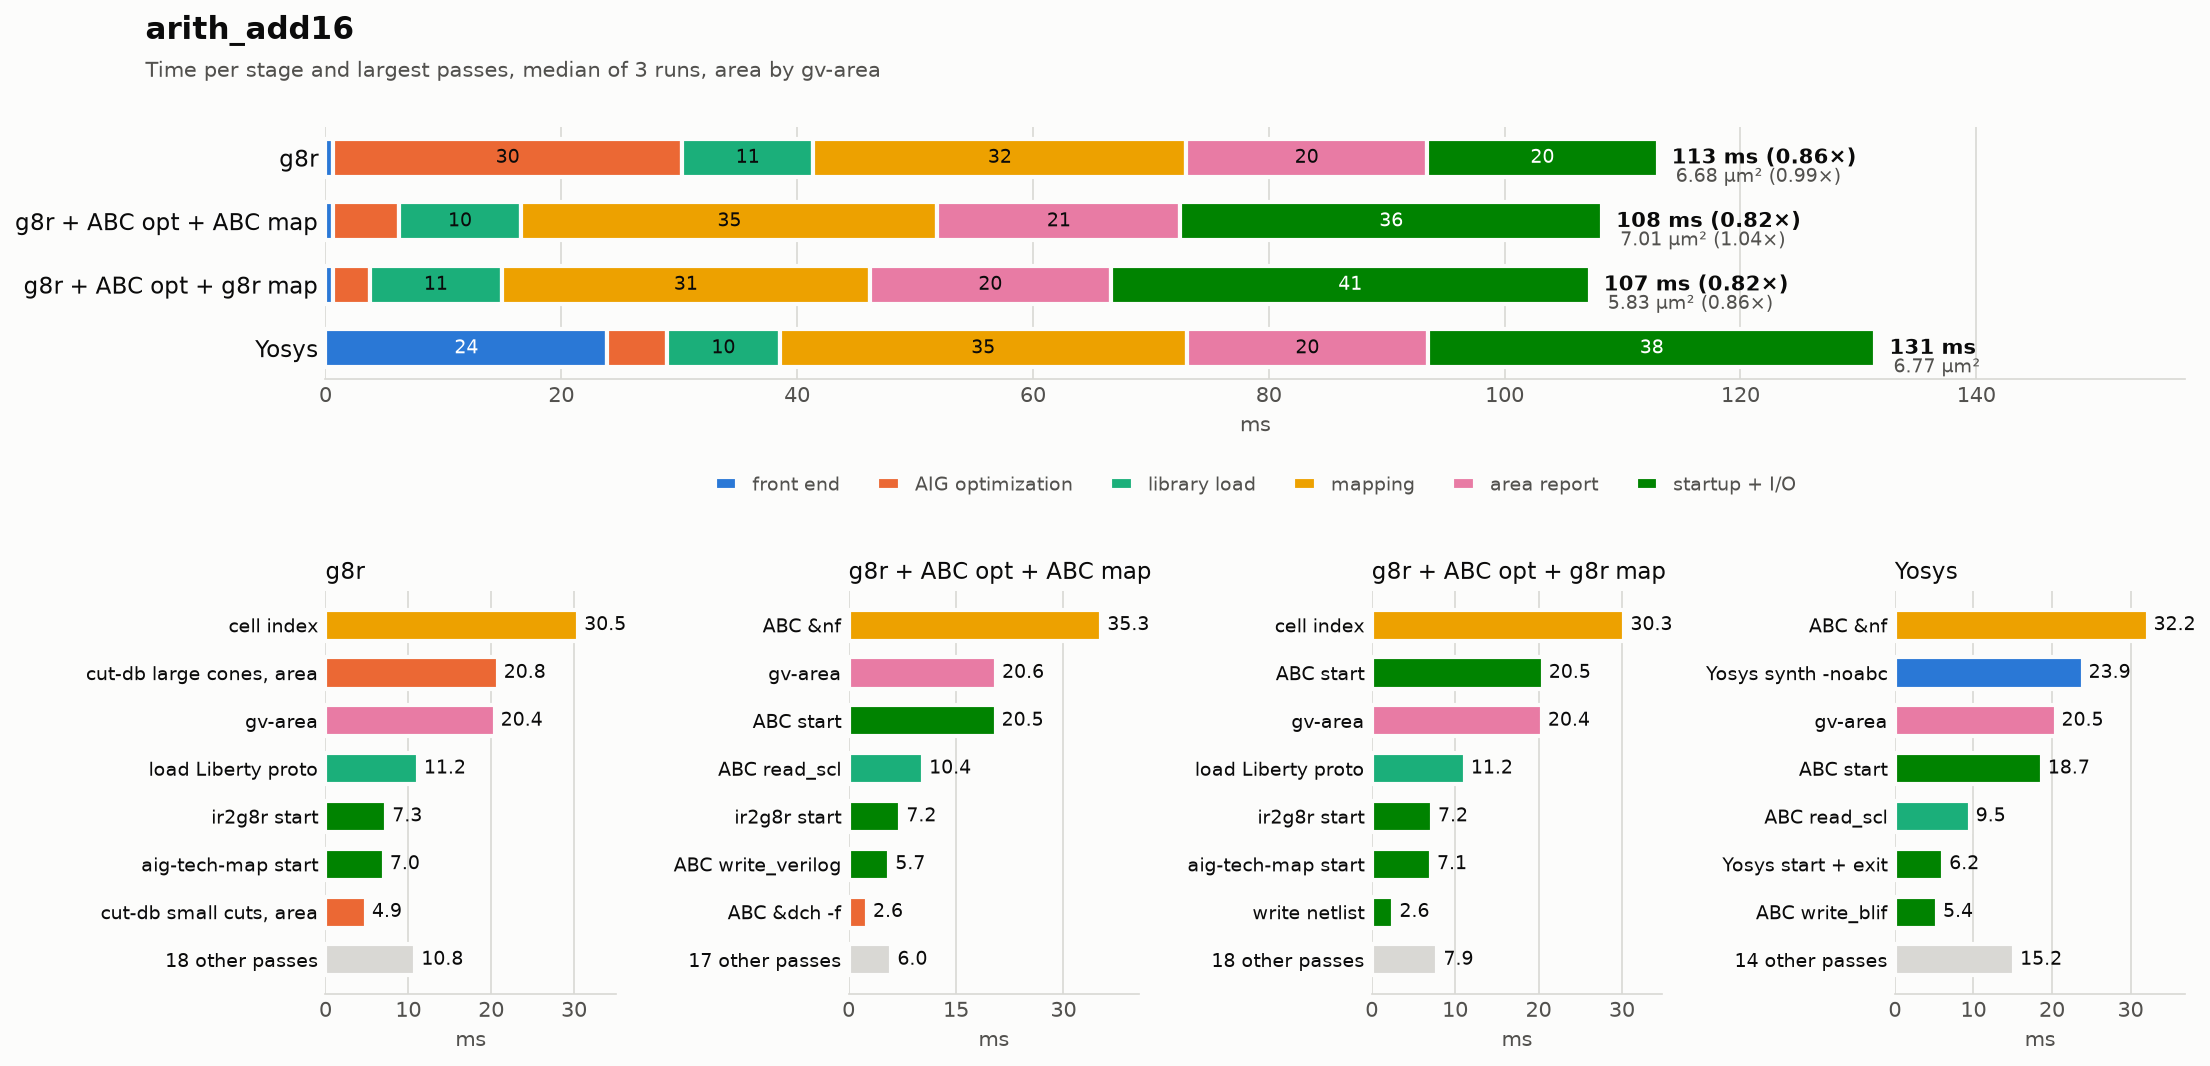 arith_add16
Time per stage and largest passes, median of 3 runs, area by gv-area
g8r
30
11
32
20
20
113 ms (0.86×)
6.68 µm² (0.99×)
g8r + ABC opt + ABC map
10
35
21
36
108 ms (0.82×)
7.01 µm² (1.04×)
g8r + ABC opt + g8r map
11
31
20
41
107 ms (0.82×)
5.83 µm² (0.86×)
Yosys
24
10
35
20
38
131 ms
6.77 µm²
0 20 40 60 80 100 120 140
ms
front end AIG optimization library load mapping area report startup + I/O
g8r
cell index 30.5
cut-db large cones, area 20.8
gv-area 20.4
load Liberty proto 11.2
ir2g8r start 7.3
aig-tech-map start 7.0
cut-db small cuts, area 4.9
18 other passes 10.8
0 10 20 30
ms
g8r + ABC opt + ABC map
ABC &nf 35.3
gv-area 20.6
ABC start 20.5
ABC read_scl 10.4
ir2g8r start 7.2
ABC write_verilog 5.7
ABC &dch -f 2.6
17 other passes 6.0
0 15 30
ms
g8r + ABC opt + g8r map
cell index 30.3
ABC start 20.5
gv-area 20.4
load Liberty proto 11.2
ir2g8r start 7.2
aig-tech-map start 7.1
write netlist 2.6
18 other passes 7.9
0 10 20 30
ms
Yosys
ABC &nf 32.2
Yosys synth -noabc 23.9
gv-area 20.5
ABC start 18.7
ABC read_scl 9.5
Yosys start + exit 6.2
ABC write_blif 5.4
14 other passes 15.2
0 10 20 30
ms